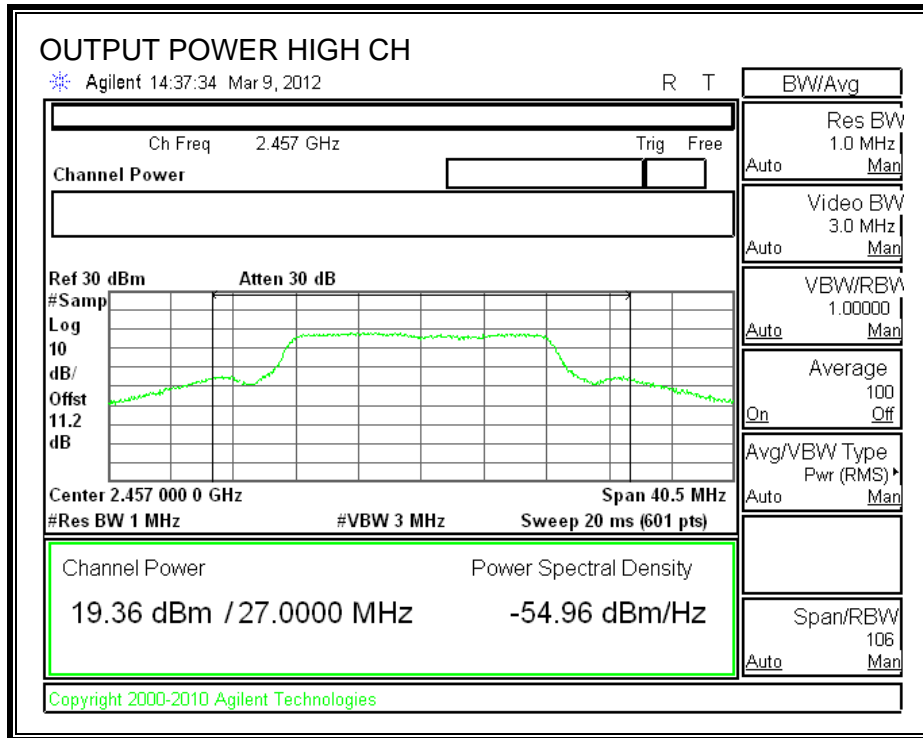 OUTPUT POWER HIGH CH
Agilent 14:37:34 Mar 9, 2012 R T
Ch Freq 2.457 GHz Trig Free
Channel Power
Ref 30 dBm Atten 30 dB
#Samp
Log
10
dB/
Offst
11.2
dB
Center 2.457 000 0 GHz Span 40.5 MHz
#Res BW 1 MHz #VBW 3 MHz Sweep 20 ms (601 pts)
Channel Power Power Spectral Density
19.36 dBm / 27.0000 MHz -54.96 dBm/Hz
Copyright 2000-2010 Agilent Technologies
BW/Avg
Res BW
1.0 MHz
Auto Man
Video BW
3.0 MHz
Auto Man
VBW/RBW
1.00000
Auto Man
Average
100
On Off
Avg/VBW Type
Pwr (RMS)
Auto Man
Span/RBW
106
Auto Man